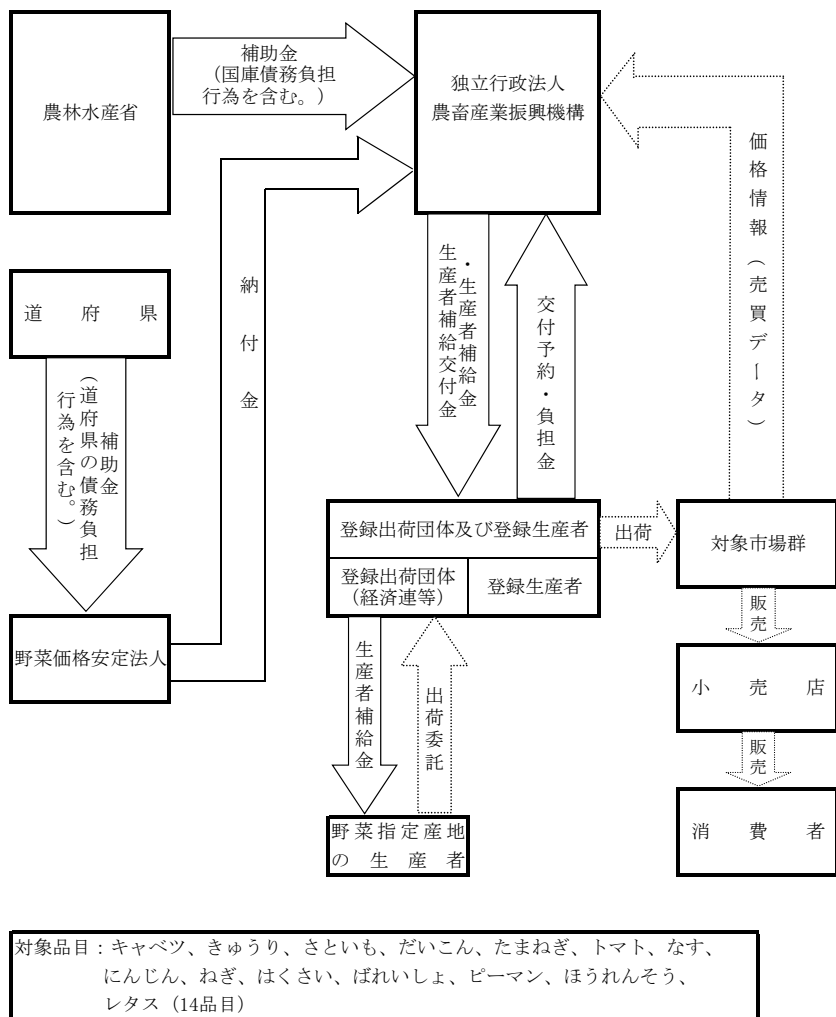 農林水産省
補助金
（国庫債務負担
行為を含む。）
独立行政法人
農畜産業振興機構
価格情報（売買データ）
道府県
納付金
補助金
（道府県の債務負担
行為を含む。）
・生産者補給金
生産者補給交付金
交付予約・負担金
登録出荷団体及び登録生産者
登録出荷団体
（経済連等）
登録生産者
出荷
対象市場群
販売
野菜価格安定法人
生産者補給金
出荷委託
小売店
販売
野菜指定産地
の生産者
消費者
対象品目：キャベツ、きゅうり、さといも、だいこん、たまねぎ、トマト、なす、
にんじん、ねぎ、はくさい、ばれいしょ、ピーマン、ほうれんそう、
レタス（14品目）